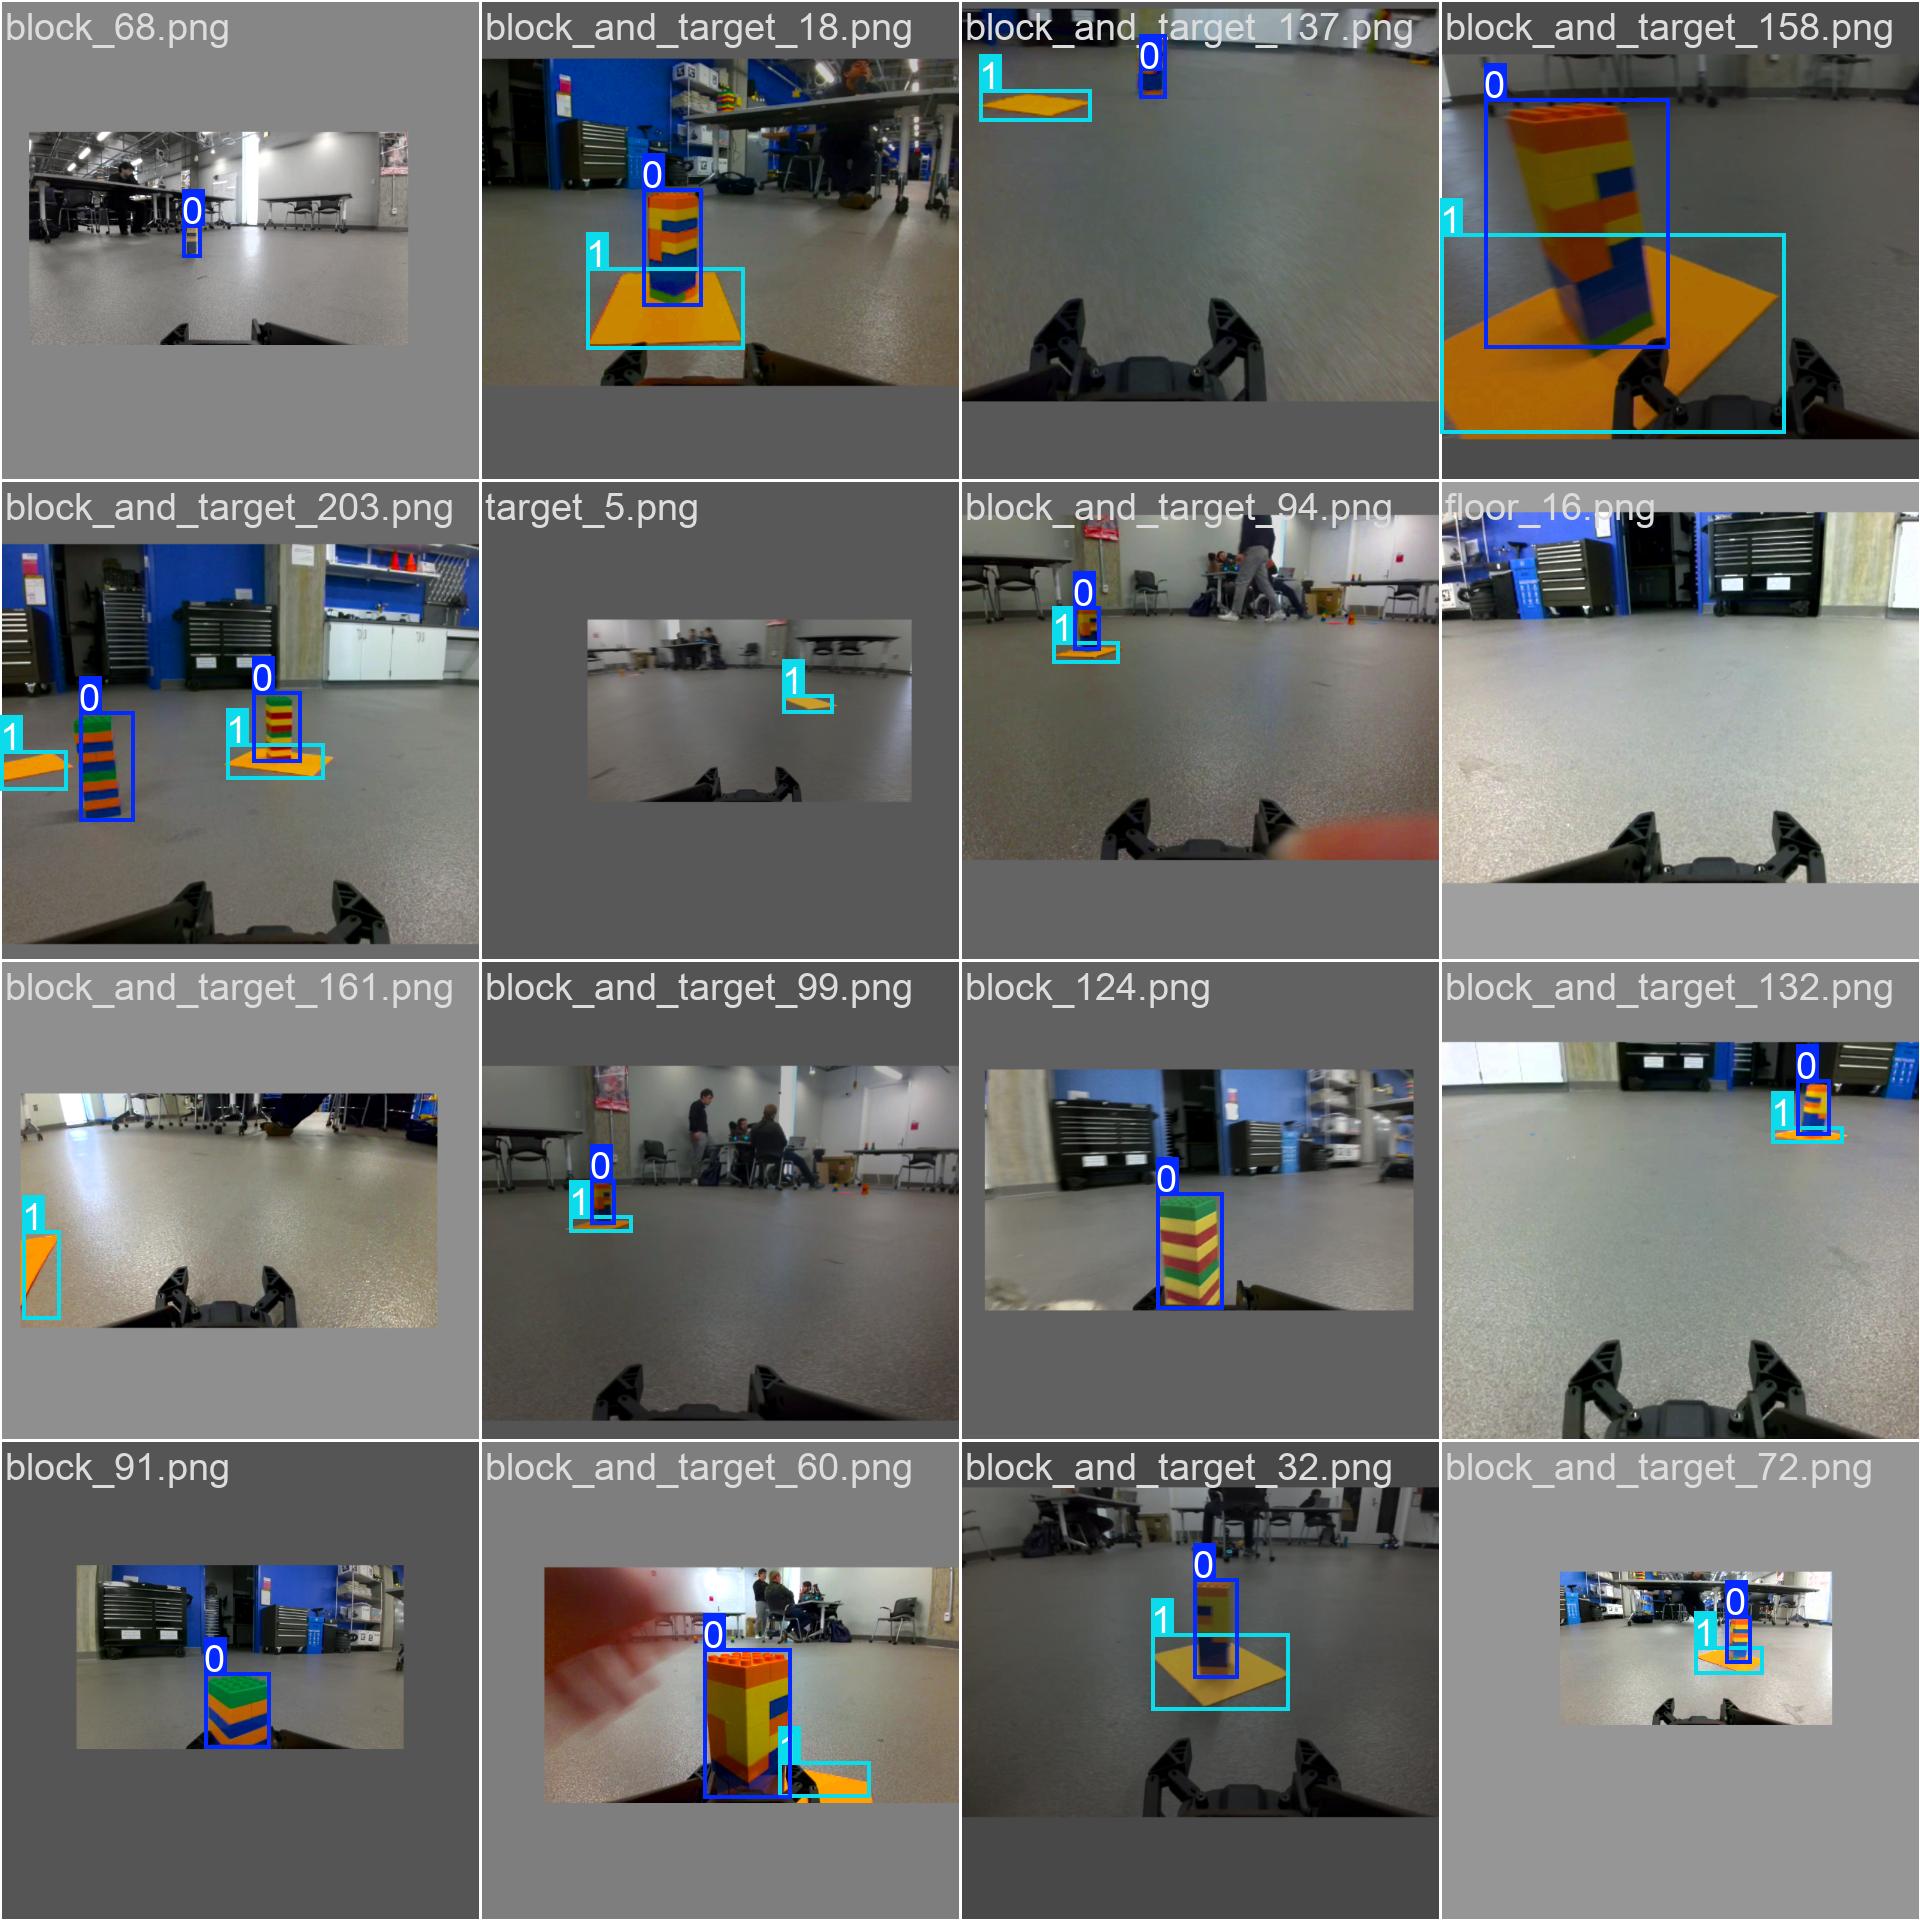 block_68.png
block_and_target_18.png
block_and_target_137.png
block_and_target_158.png
0
0
1
0
1
0
1
block_and_target_203.png
target_5.png
block_and_target_94.png
floor_16.png
0
1
0
1
1
0
1
block_and_target_161.png
block_and_target_99.png
block_124.png
block_and_target_132.png
1
0
1
0
0
1
block_91.png
block_and_target_60.png
block_and_target_32.png
block_and_target_72.png
0
0
1
0
1
0
1